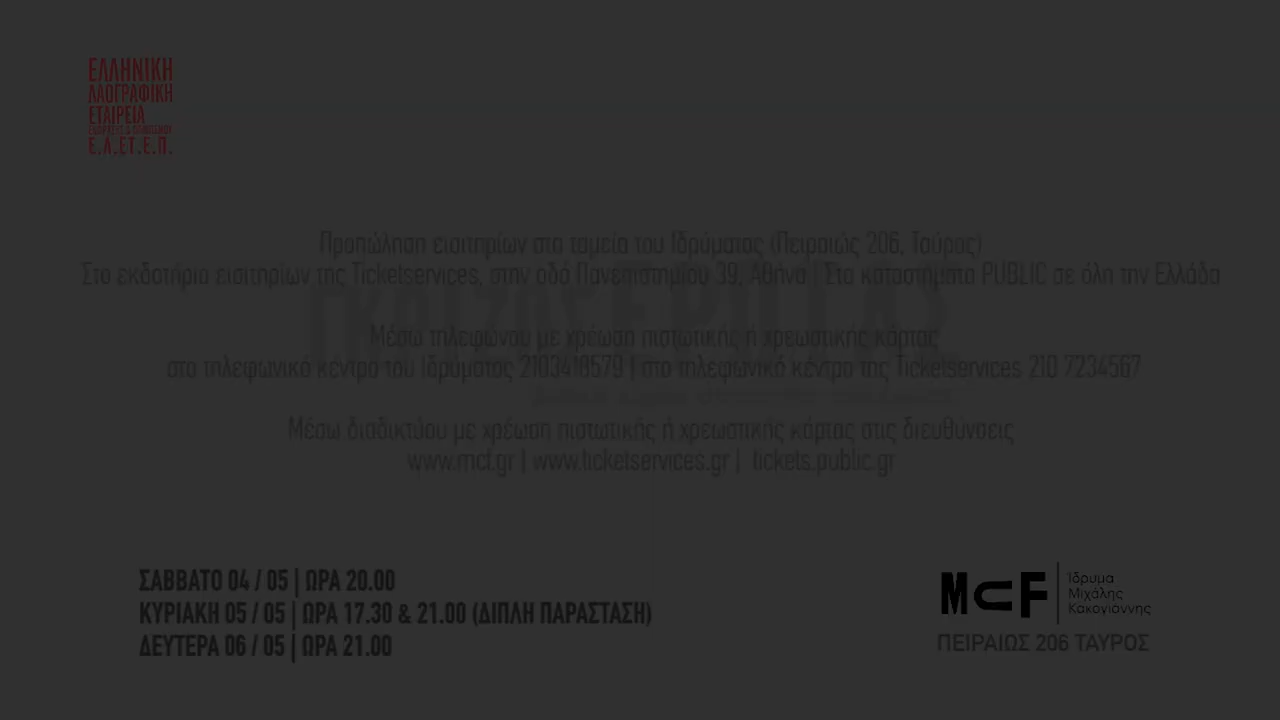 ΕΛΛΗΝΙΚΗ
ΛΑΟΓΡΑΦΙΚΗ
ΕΤΑΙΡΕΙΑ
Ε.Λ.ΕΤ.Ε.Π.
Προπώληση εισιτηρίων στα ταμεία του Ιδρύματος (Πειραιώς 206, Ταύρος)
Στο εκδοτήριο εισιτηρίων της Ticketservices, στην οδό Πανεπιστημίου 39, Αθήνα | Στα καταστήματα PUBLIC σε όλη την Ελλάδα
Μέσω τηλεφώνου με χρέωση πιστωτικής ή χρεωστικής κάρτας
στο τηλεφωνικό κέντρο του Ιδρύματος 2103418579 | στο τηλεφωνικό κέντρο της Ticketservices 210 7234567
Μέσω διαδικτύου με χρέωση πιστωτικής ή χρεωστικής κάρτας στις διευθύνσεις
www.mcf.gr | www.ticketservices.gr | tickets.public.gr
ΣΑΒΒΑΤΟ 04 / 05 | ΩΡΑ 20.00
ΚΥΡΙΑΚΗ 05 / 05 | ΩΡΑ 17.30 & 21.00 (ΔΙΠΛΗ ΠΑΡΑΣΤΑΣΗ)
ΔΕΥΤΕΡΑ 06 / 05 | ΩΡΑ 21.00
MCF
Ίδρυμα
Μιχάλης
Κακογιάννης
ΠΕΙΡΑΙΩΣ 206 ΤΑΥΡΟΣ